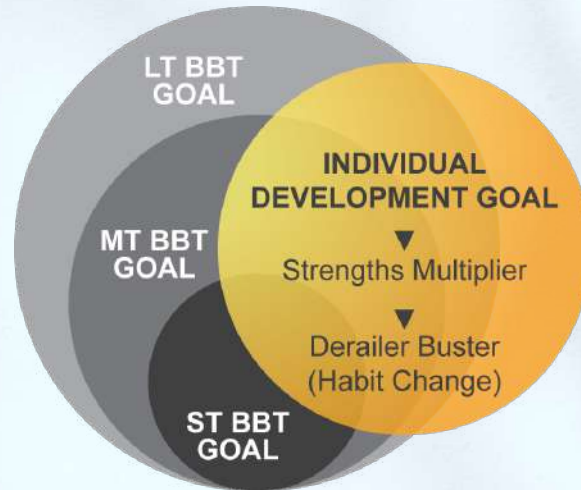 LT BBT
GOAL
MT BBT
GOAL
ST BBT
GOAL
INDIVIDUAL
DEVELOPMENT GOAL
▼
Strengths Multiplier
▼
Derailer Buster
(Habit Change)